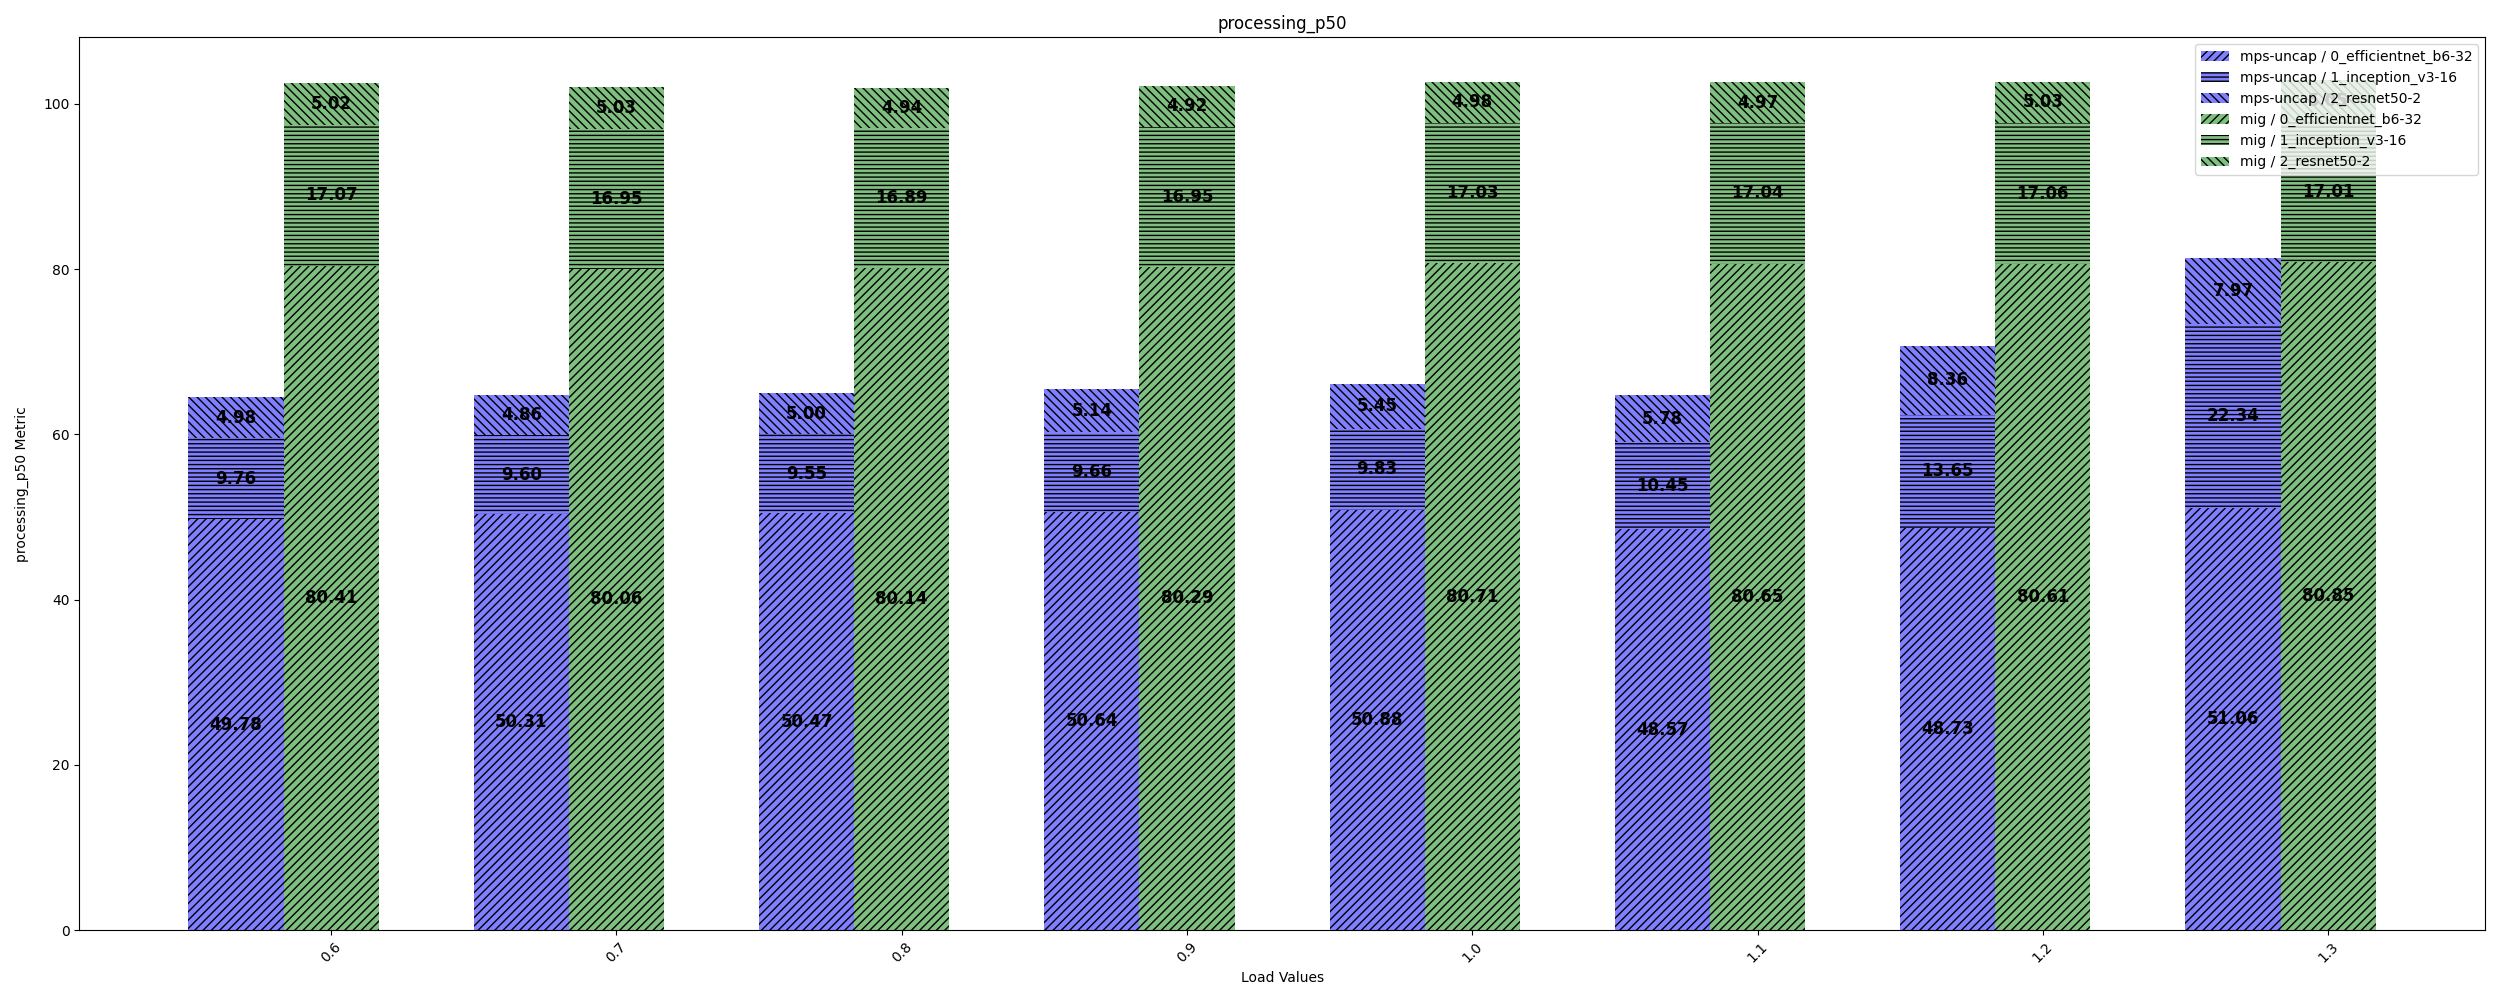 processing_p50
mps-uncap / 0_efficientnet_b6-32
mps-uncap / 1_inception_v3-16
mps-uncap / 2_resnet50-2
mig / 0_efficientnet_b6-32
mig / 1_inception_v3-16
mig / 2_resnet50-2
processing_p50 Metric
100
80
60
40
20
0
5.02 5.03 4.94 4.92 4.98 4.97 5.03
17.07 16.95 16.89 16.95 17.03 17.04 17.06 17.01
4.98 4.86 5.00 5.14 5.45 5.78 8.36 7.97
9.76 9.60 9.55 9.66 9.83 10.45 13.65 22.34
80.41 80.06 80.14 80.29 80.71 80.65 80.61 80.85
49.78 50.31 50.47 50.64 50.88 48.57 48.73 51.06
0.6 0.7 0.8 0.9 1.0 1.1 1.2 1.3
Load Values